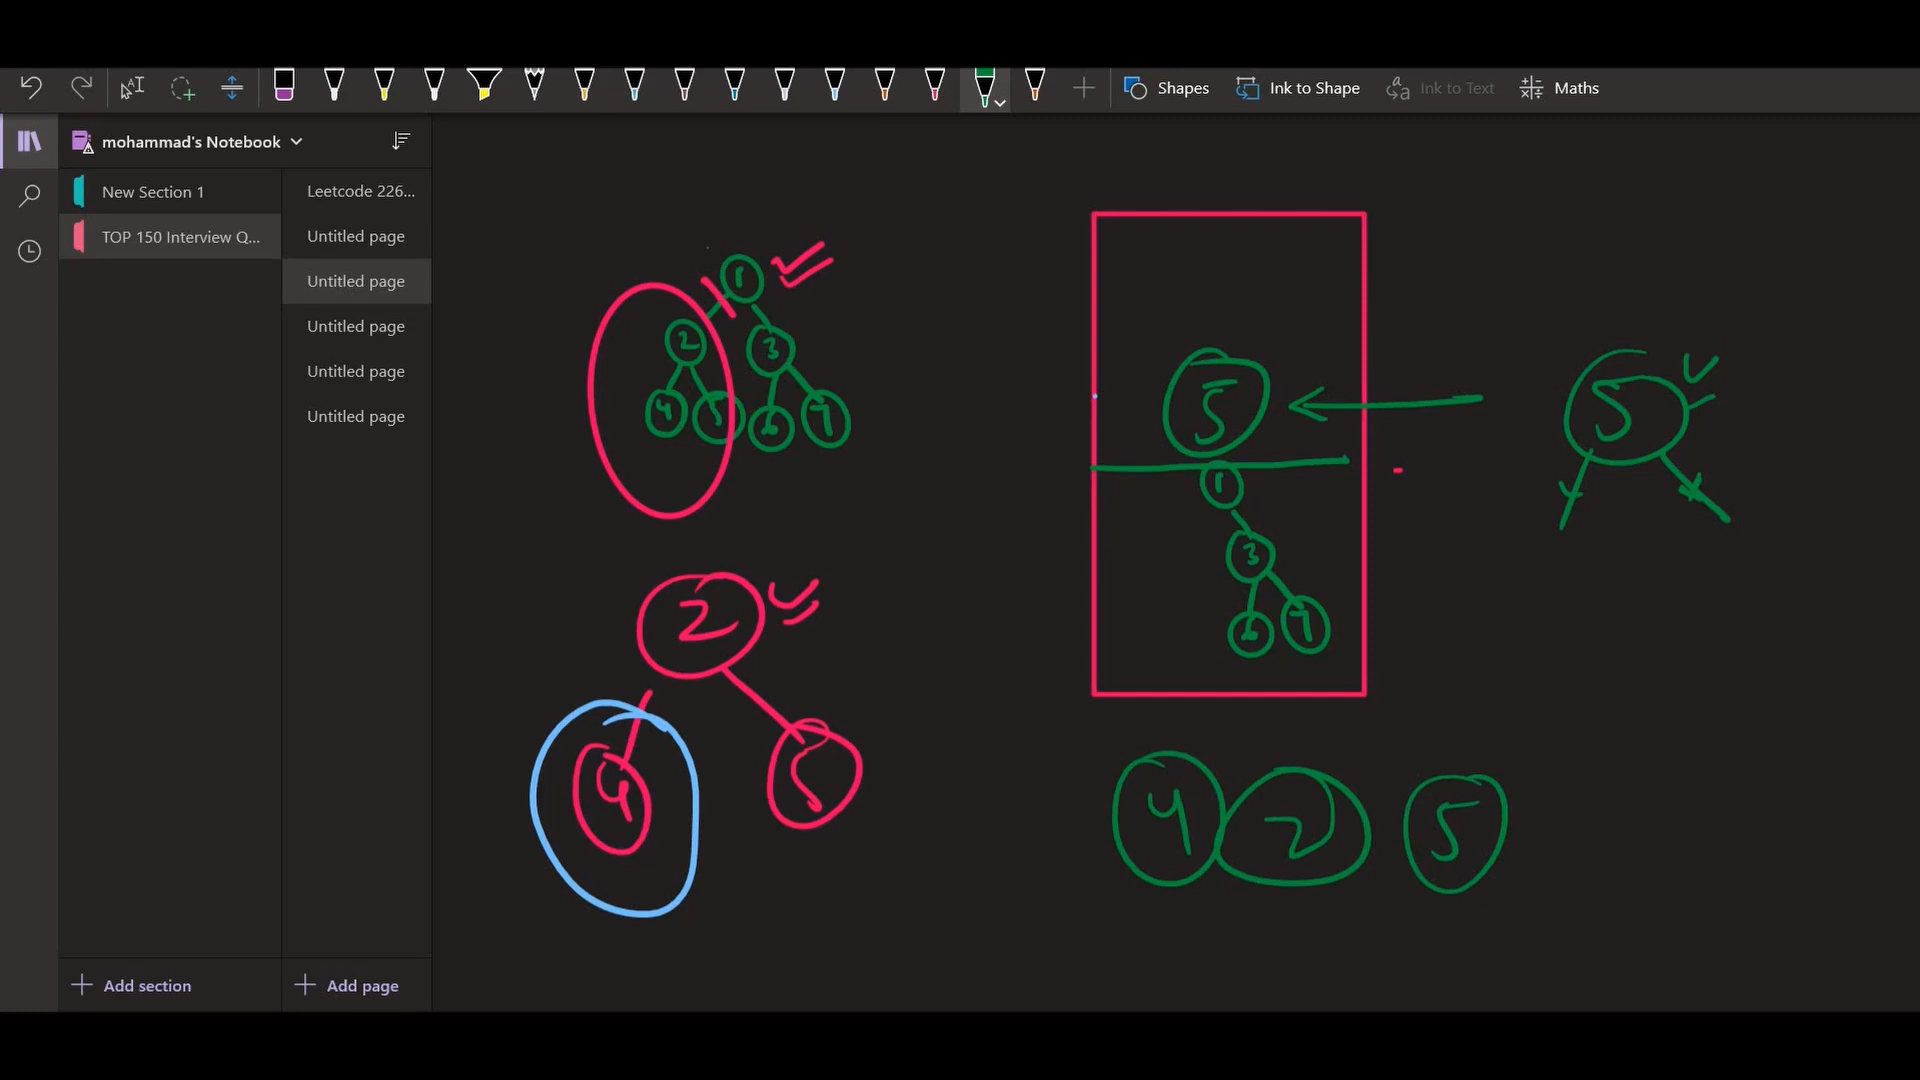 Shapes
Ink to Shape
Ink to Text
Maths
mohammad's Notebook
New Section 1
TOP 150 Interview Q...
Leetcode 226...
Untitled page
Untitled page
Untitled page
Untitled page
Untitled page
Add section
Add page
1
2 3
4 5 6 7
2
4 5
5
1
3
6 7
5
4 2 5